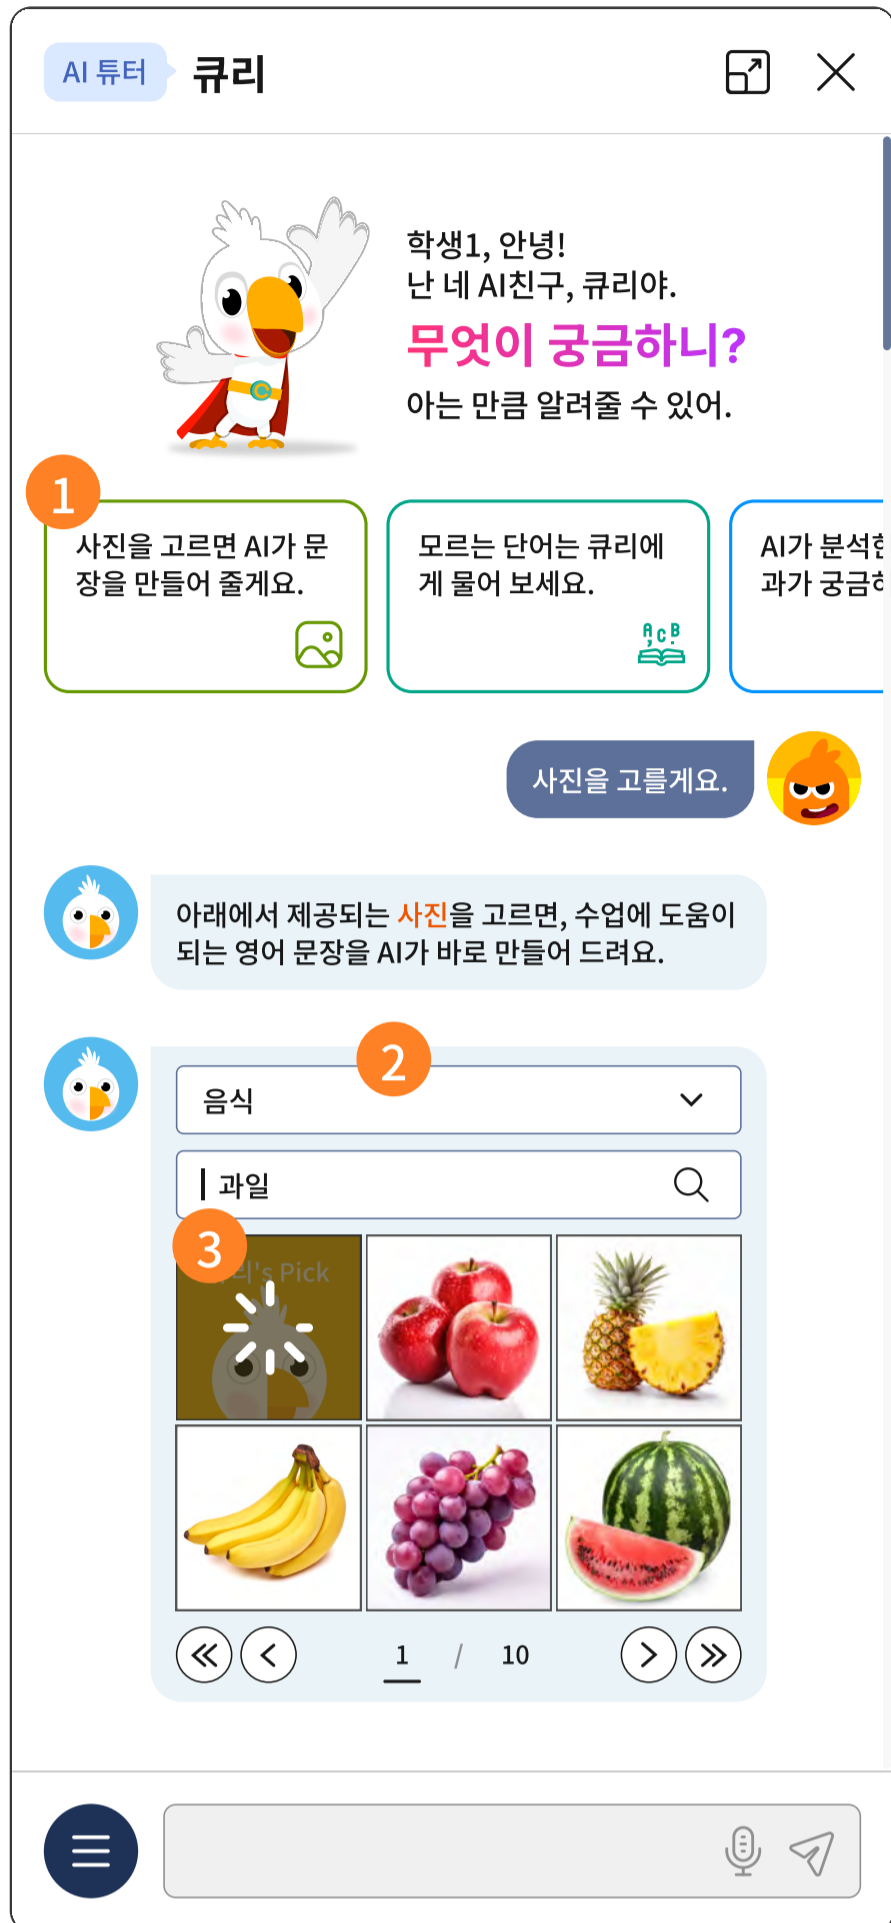 AI 튜터
큐리
학생1, 안녕!
난 네 AI친구, 큐리야.
무엇이 궁금하니?
아는 만큼 알려줄 수 있어.
1
사진을 고르면 AI가 문
장을 만들어 줄게요.
모르는 단어는 큐리에
게 물어 보세요.
A C B
AI가 분석한
과가 궁금하
사진을 고를게요.
아래에서 제공되는 사진을 고르면, 수업에 도움이
되는 영어 문장을 AI가 바로 만들어 드려요.
2
음식
과일
3
's Pick
1 / 10